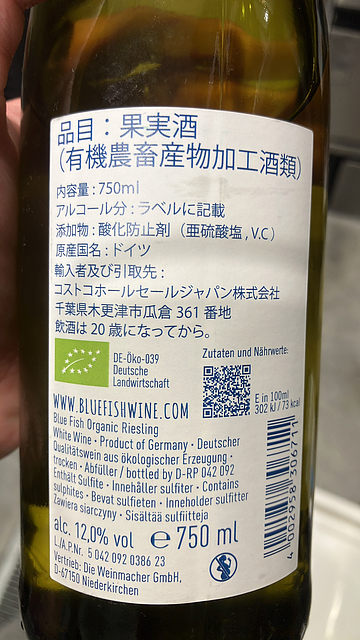 品目：果実酒
（有機農畜産物加工酒類）
内容量：750ml
アルコール分：ラベルに記載
添加物：酸化防止剤（亜硫酸塩，V.C）
原産国名：ドイツ
輸入者及び引取先：
コストコホールセールジャパン株式会社
千葉県木更津市瓜倉 361 番地
飲酒は 20 歳になってから。
DE-Öko-039
Deutsche
Landwirtschaft
Zutaten und Nährwerte:
E in 100ml
302 kJ / 73 kcal
WWW.BLUEFISHWINE.COM
Blue Fish Organic Riesling
White Wine • Product of Germany • Deutscher
Qualitätswein aus ökologischer Erzeugung •
trocken • Abfüller / bottled by D-RP 042 092
Enthält Sulfite • Innehåller sulfiter • Contains
sulphites • Bevat sulfieten • Inneholder sulfitter
Zawiera siarczyny • Sisältää sulfiitteja
alc. 12,0% vol ℮ 750 ml
L./A.P.Nr. 5 042 092 0386 23
Vertrieb: Die Weinmacher GmbH,
D-67150 Niederkirchen
4 002958 306711